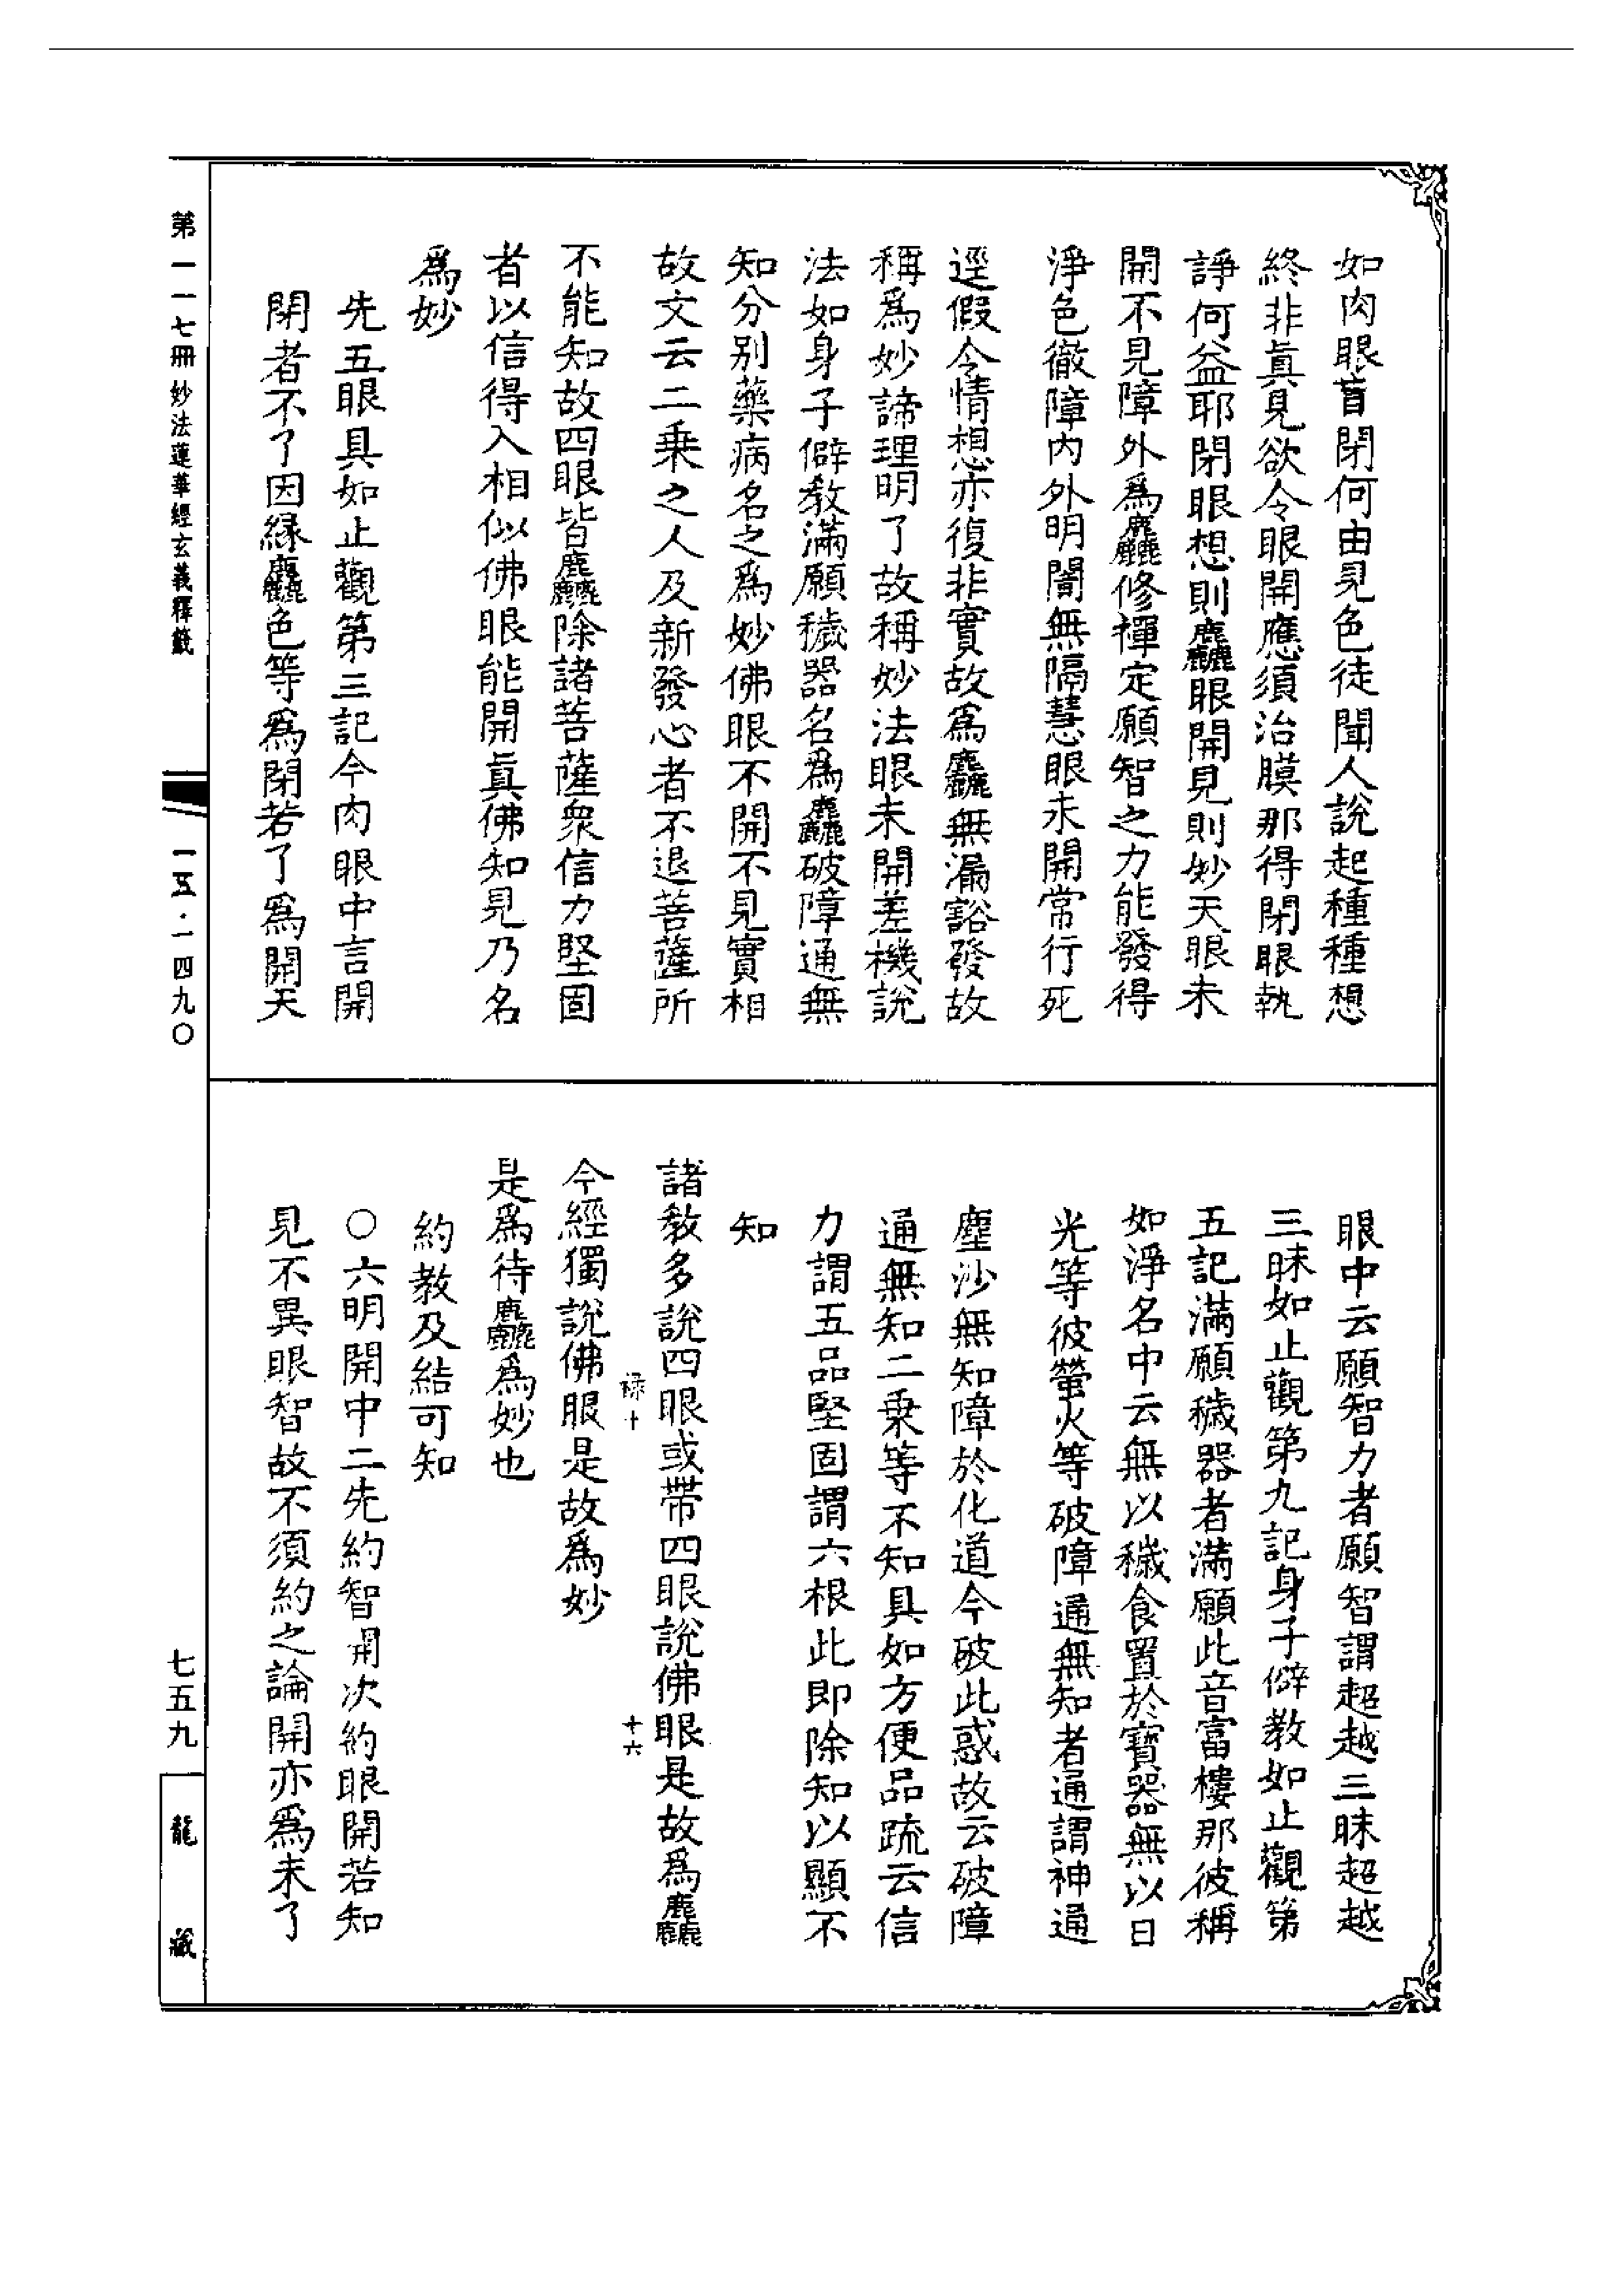 如肉眼盲閉何由見色徒聞人說起種種想
終非真見欲令眼開應須治膜那得閉眼執
諍何益耶閉眼想則麤眼開見則妙天眼未
開不見障外為麤修禪定願智之力能發得
淨色徹障內外明闇無隔慧眼未開常行死
逕假令情想亦復非實故為麤無漏豁發故
稱為妙諦理明了故稱妙法眼未開差機說
法如身子僻教滿願穢器名為麤破障通無
知分別藥病名之為妙佛眼不開不見實相
故文云二乘之人及新發心者不退菩薩所
不能知故四眼皆麤除諸菩薩眾信力堅固
者以信得入相似佛眼能開真佛知見乃名
為妙
先五眼具如止觀第三記今肉眼中言開
閉者不了因緣麤色等為閉若了為開天
眼中云願智力者願智謂超越三昧超越
三昧如止觀第九記身子僻教如止觀第
五記滿願穢器者滿願此音富樓那彼稱
如淨名中云無以穢食置於寶器無以日
光等彼螢火等破障通無知者通謂神通
塵沙無知障於化道今破此惑故云破障
通無知二乘等不知具如方便品疏云信
力謂五品堅固謂六根此即除知以顯不
知
諸教多說四眼或帶四眼說佛眼是故為麤
祿十 十六
今經獨說佛眼是故為妙
是為待麤為妙也
約教及結可知
○六明開中二先約智開次約眼開若知
見不異眼智故不須約之論開亦為未了
第一一七冊 妙法蓮華經玄義釋籤
一五·一四九〇
七五九
龍藏